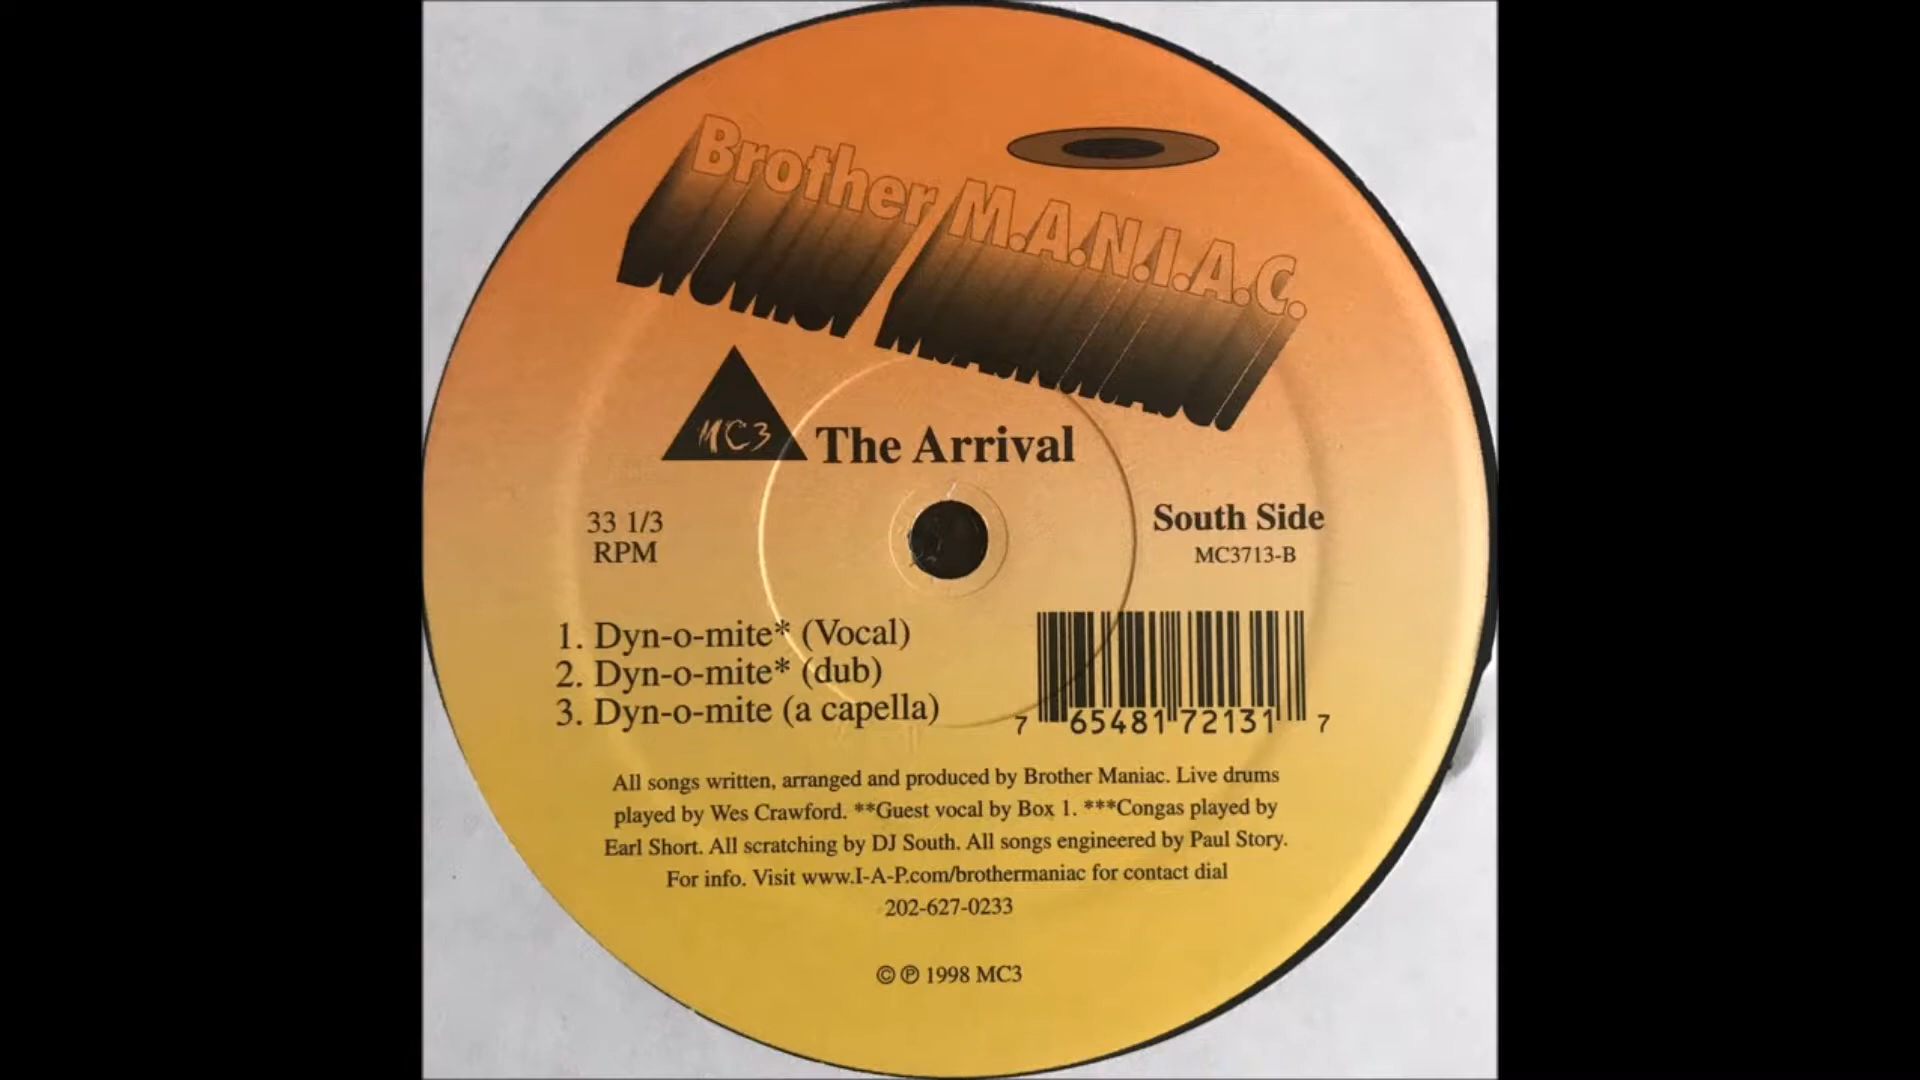 Brother M.A.N.I.A.C.
MC3
The Arrival
33 1/3
RPM
South Side
MC3713-B
1. Dyn-o-mite* (Vocal)
2. Dyn-o-mite* (dub)
3. Dyn-o-mite (a capella)
7 65481 72131 7
All songs written, arranged and produced by Brother Maniac. Live drums
played by Wes Crawford. **Guest vocal by Box 1. ***Congas played by
Earl Short. All scratching by DJ South. All songs engineered by Paul Story.
For info. Visit www.I-A-P.com/brothermaniac for contact dial
202-627-0233
©℗ 1998 MC3